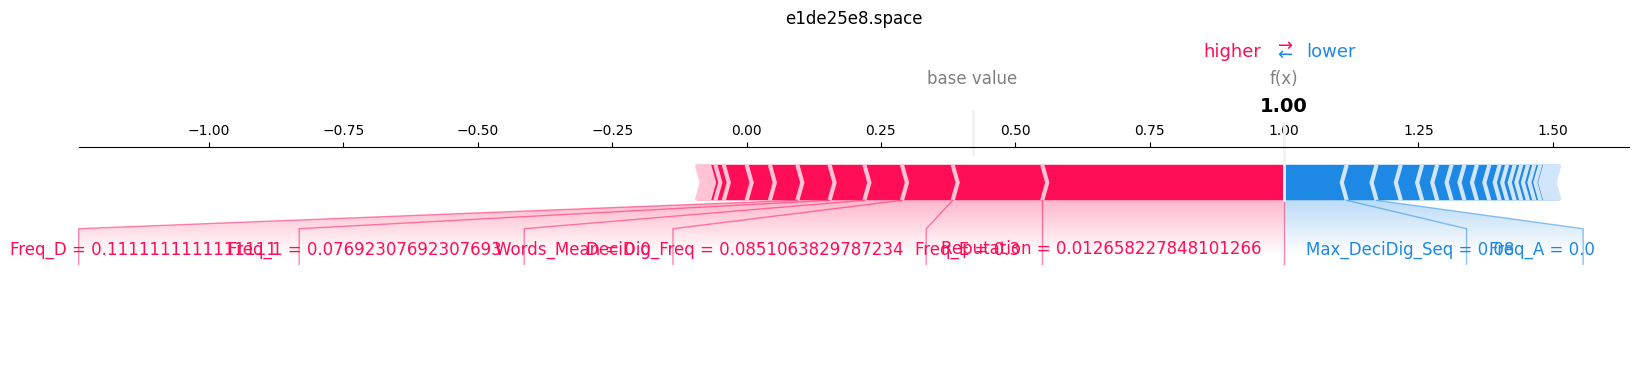 e1de25e8.space
higher ⇄ lower
base value f(x)
1.00
−1.00 −0.75 −0.50 −0.25 0.00 0.25 0.50 0.75 1.00 1.25 1.50
Freq_D = 0.1111111111111111 Freq_1 = 0.07692307692307693 Words_Mean = 0.0 DeciDig_Freq = 0.0851063829787234 Freq_E = 0.3 Reputation = 0.012658227848101266 Max_DeciDig_Seq = 0.08 Freq_A = 0.0